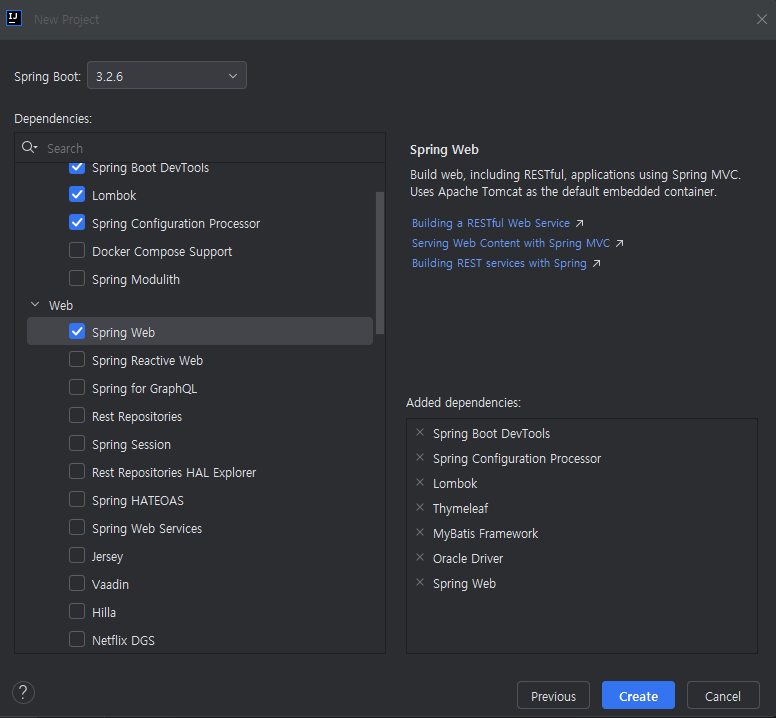 IJ
New Project
Spring Boot: 3.2.6
Dependencies:
Search
Spring Boot DevTools
Lombok
Spring Configuration Processor
Docker Compose Support
Spring Modulith
Web
Spring Web
Spring Reactive Web
Spring for GraphQL
Rest Repositories
Spring Session
Rest Repositories HAL Explorer
Spring HATEOAS
Spring Web Services
Jersey
Vaadin
Hilla
Netflix DGS
Spring Web
Build web, including RESTful, applications using Spring MVC.
Uses Apache Tomcat as the default embedded container.
Building a RESTful Web Service ↗
Serving Web Content with Spring MVC ↗
Building REST services with Spring ↗
Added dependencies:
× Spring Boot DevTools
× Spring Configuration Processor
× Lombok
× Thymeleaf
× MyBatis Framework
× Oracle Driver
× Spring Web
?
Previous
Create
Cancel